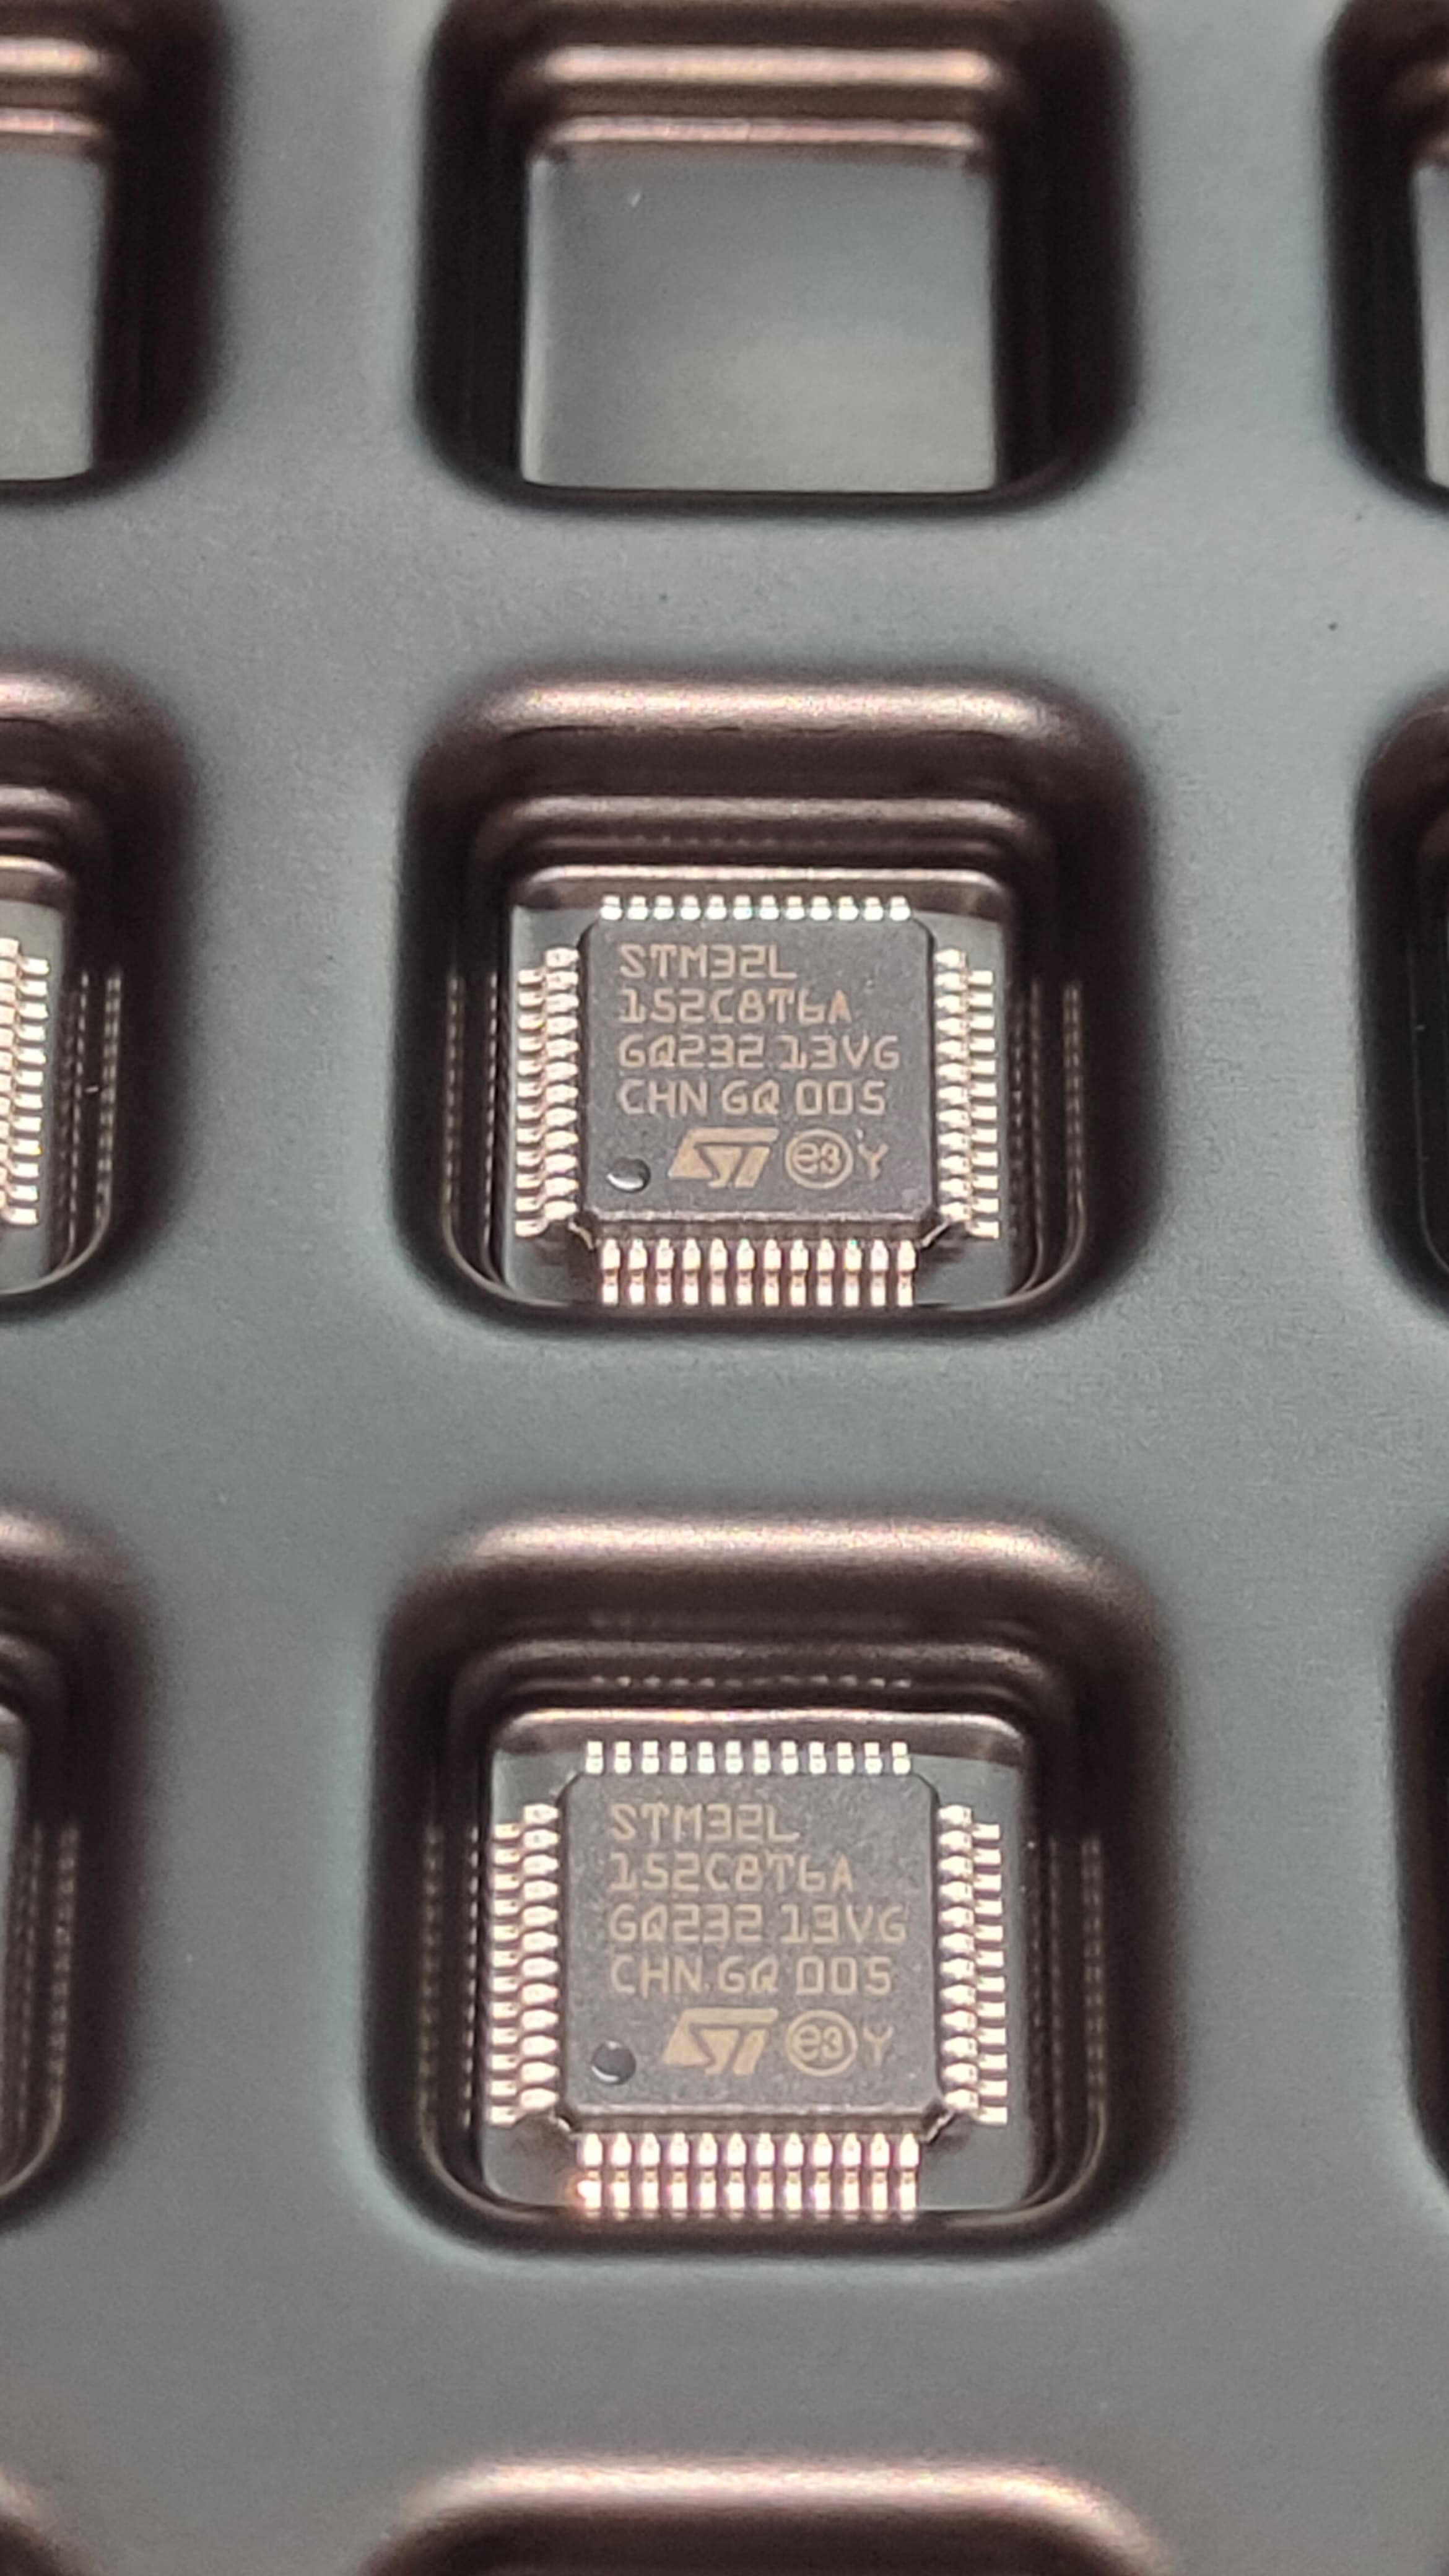 STM32L
152C8T6A
GQ232 13VG
CHN GQ 005
ST e3 Y
STM32L
152C8T6A
GQ232 13VG
CHN GQ 005
ST e3 Y